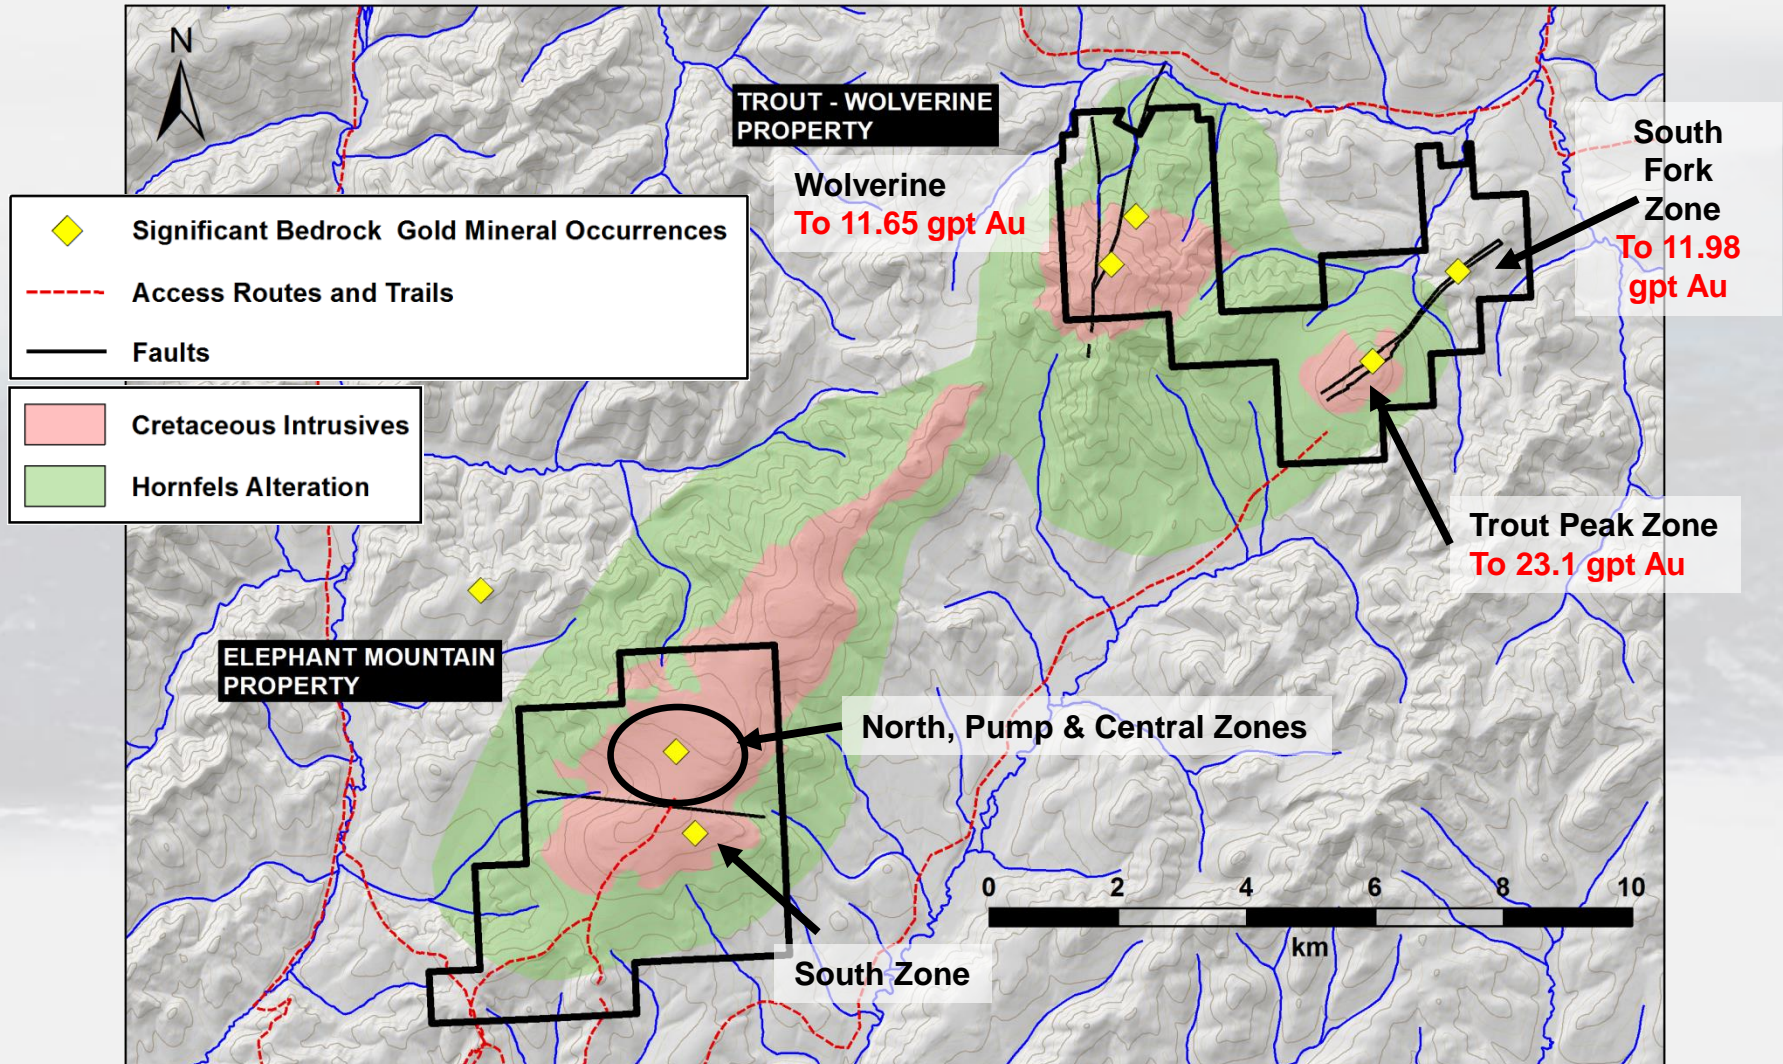 N
TROUT - WOLVERINE
PROPERTY
Wolverine
To 11.65 gpt Au
South
Fork
Zone
To 11.98
gpt Au
Significant Bedrock Gold Mineral Occurrences
Access Routes and Trails
Faults
Cretaceous Intrusives
Hornfels Alteration
Trout Peak Zone
To 23.1 gpt Au
ELEPHANT MOUNTAIN
PROPERTY
North, Pump & Central Zones
South Zone
0 2 4 6 8 10
km